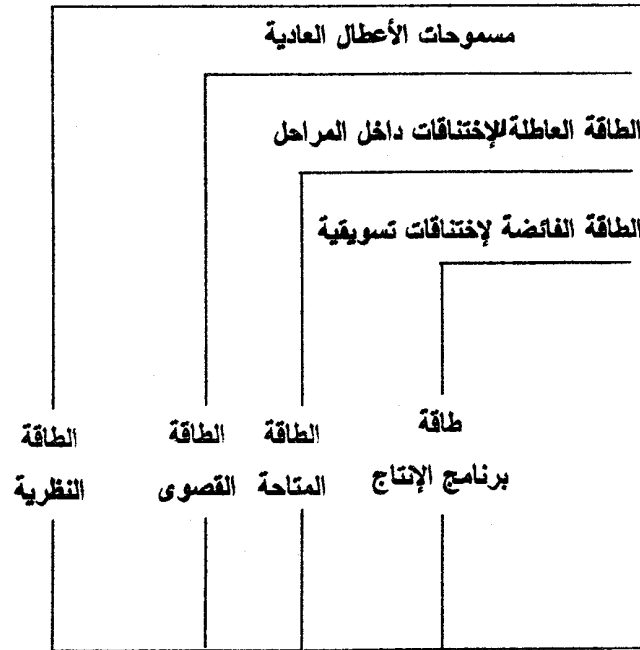 مسموحات الأعطال العادية
الطاقة العاطلة لإختناقات داخل المراحل
الطاقة الفائضة لإختناقات تسويقية
طاقة
برنامج الإنتاج
الطاقة
المتاحة
الطاقة
القصوى
الطاقة
النظرية